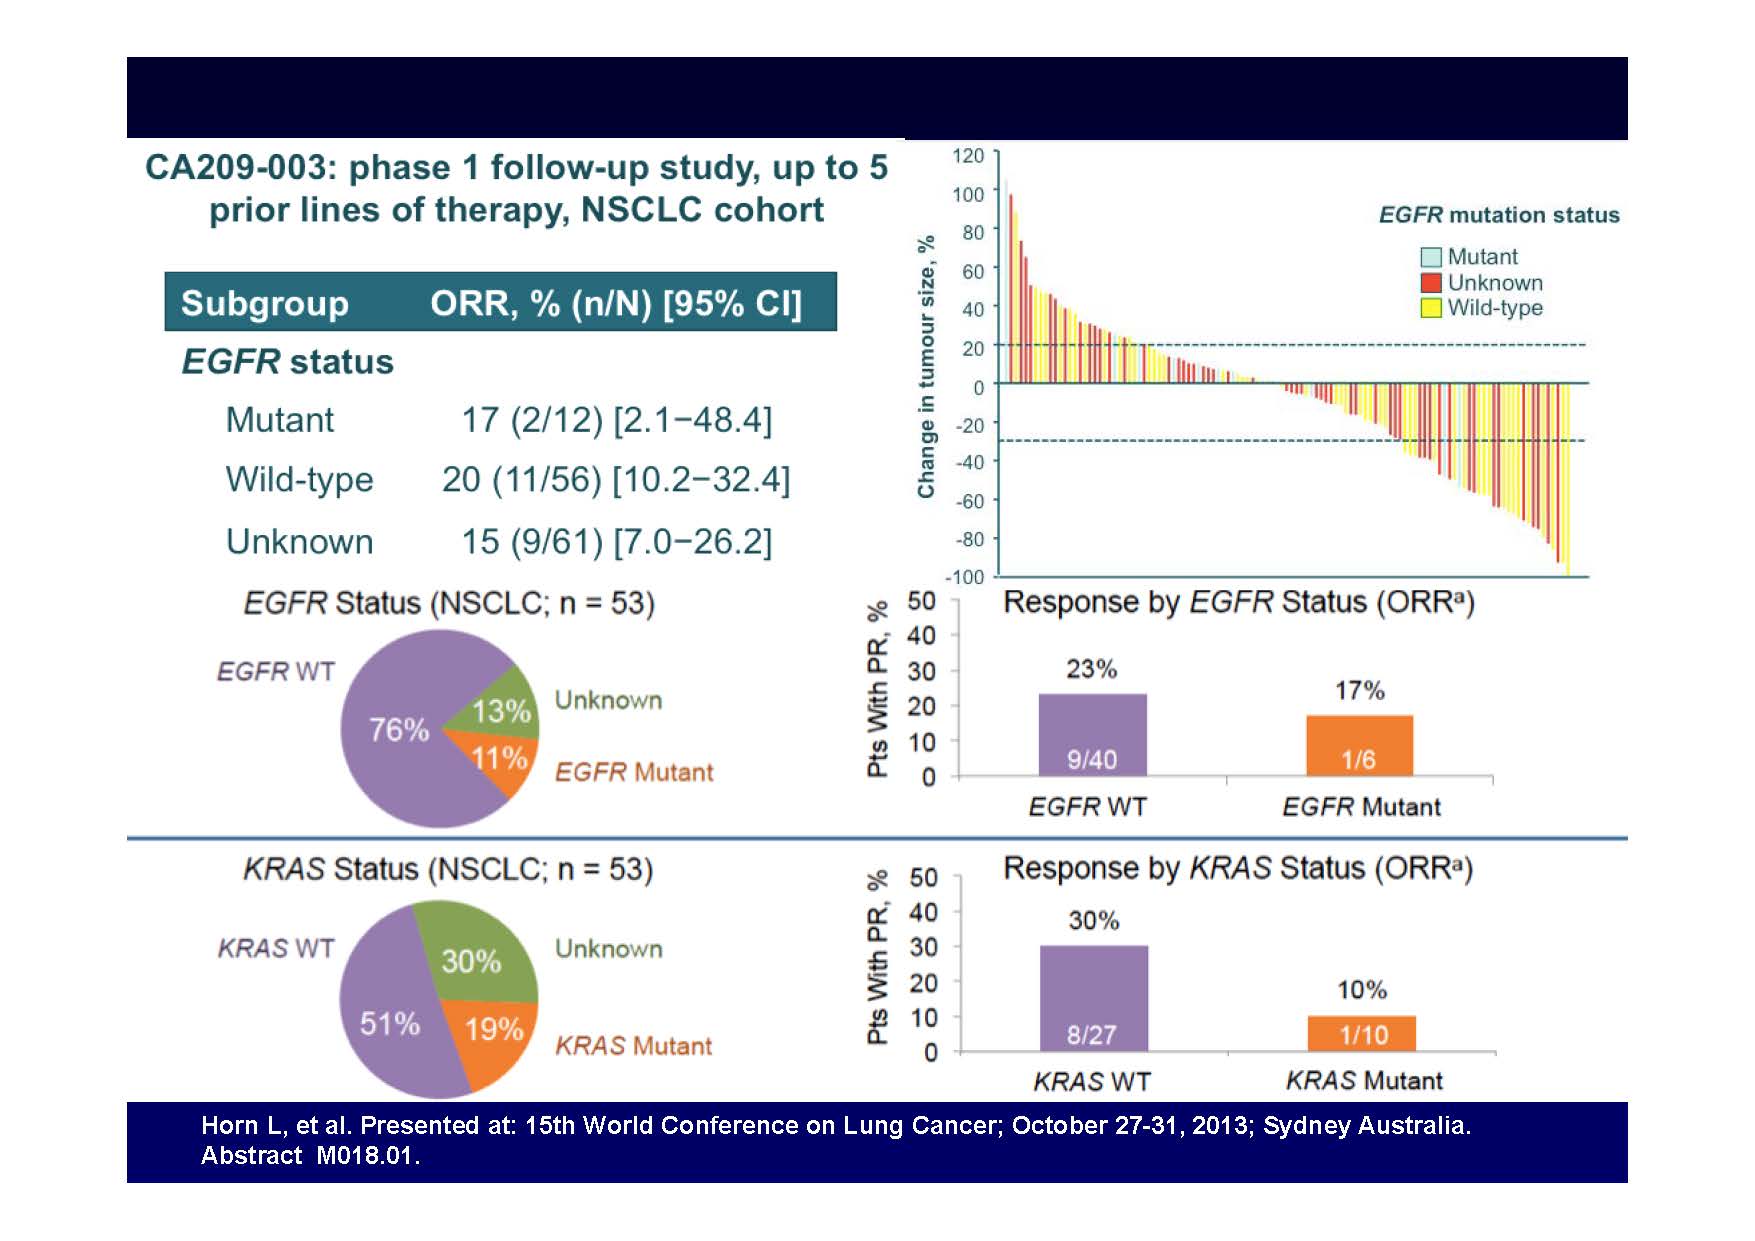 CA209-003: phase 1 follow-up study, up to 5
prior lines of therapy, NSCLC cohort
Subgroup ORR, % (n/N) [95% CI]
EGFR status
Mutant 17 (2/12) [2.1−48.4]
Wild-type 20 (11/56) [10.2−32.4]
Unknown 15 (9/61) [7.0−26.2]
Change in tumour size, %
120
100
80
60
40
20
0
-20
-40
-60
-80
-100
EGFR mutation status
Mutant
Unknown
Wild-type
EGFR Status (NSCLC; n = 53)
EGFR WT
76%
13%
Unknown
11%
EGFR Mutant
Response by EGFR Status (ORRª)
Pts With PR, %
50
40
30
20
10
0
23%
17%
9/40
1/6
EGFR WT
EGFR Mutant
KRAS Status (NSCLC; n = 53)
KRAS WT
Unknown
30%
51%
19%
KRAS Mutant
Response by KRAS Status (ORRª)
Pts With PR, %
50
40
30
20
10
0
30%
10%
8/27
1/10
KRAS WT
KRAS Mutant
Horn L, et al. Presented at: 15th World Conference on Lung Cancer; October 27-31, 2013; Sydney Australia.
Abstract M018.01.